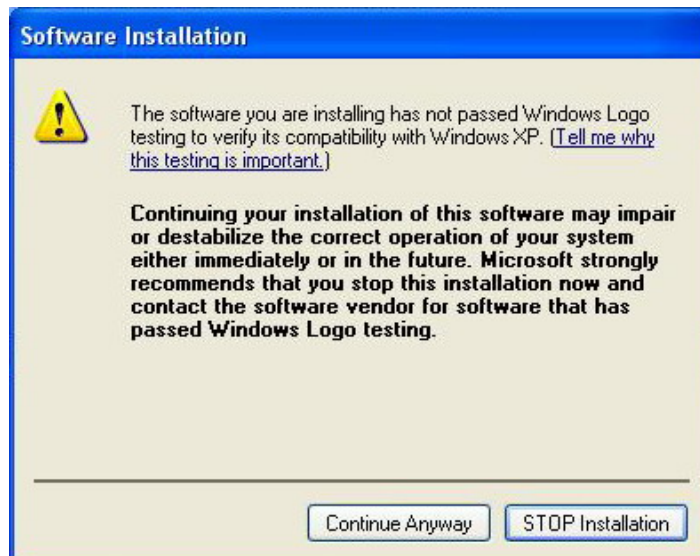 Software Installation
The software you are installing has not passed Windows Logo
testing to verify its compatibility with Windows XP. (Tell me why
this testing is important.)
Continuing your installation of this software may impair
or destabilize the correct operation of your system
either immediately or in the future. Microsoft strongly
recommends that you stop this installation now and
contact the software vendor for software that has
passed Windows Logo testing.
Continue Anyway
STOP Installation